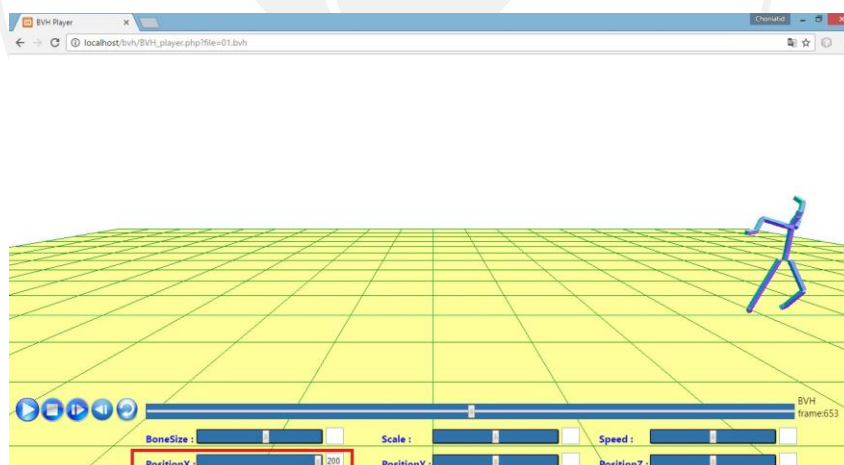 BVH Player
Choniatid
localhost/bvh/BVH_player.php?file=01.bvh
BVH
frame:653
BoneSize :
Scale :
Speed :
PositionX :
200
PositionY :
PositionZ :